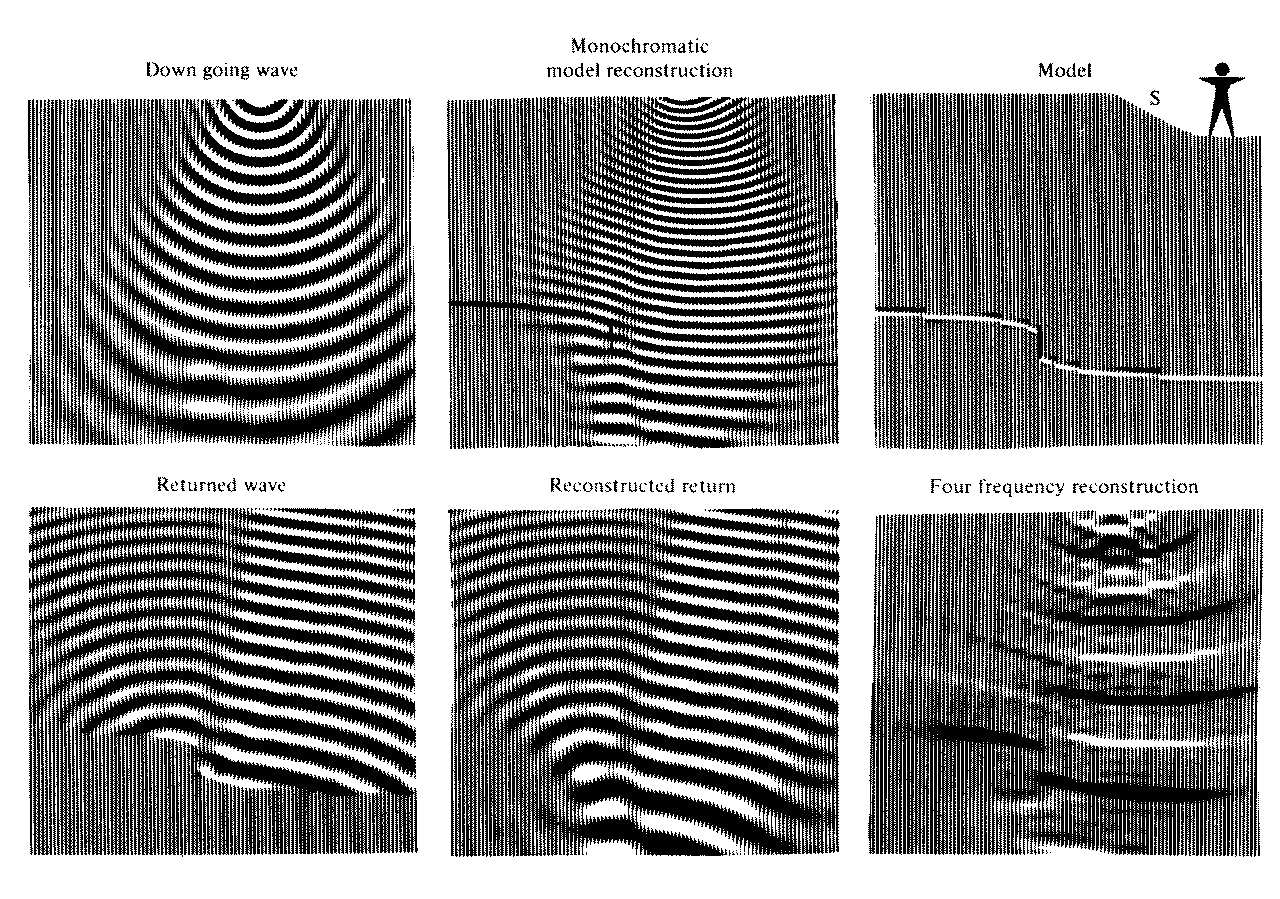 Down going wave
Monochromatic
model reconstruction
Model
S
Returned wave
Reconstructed return
Four frequency reconstruction